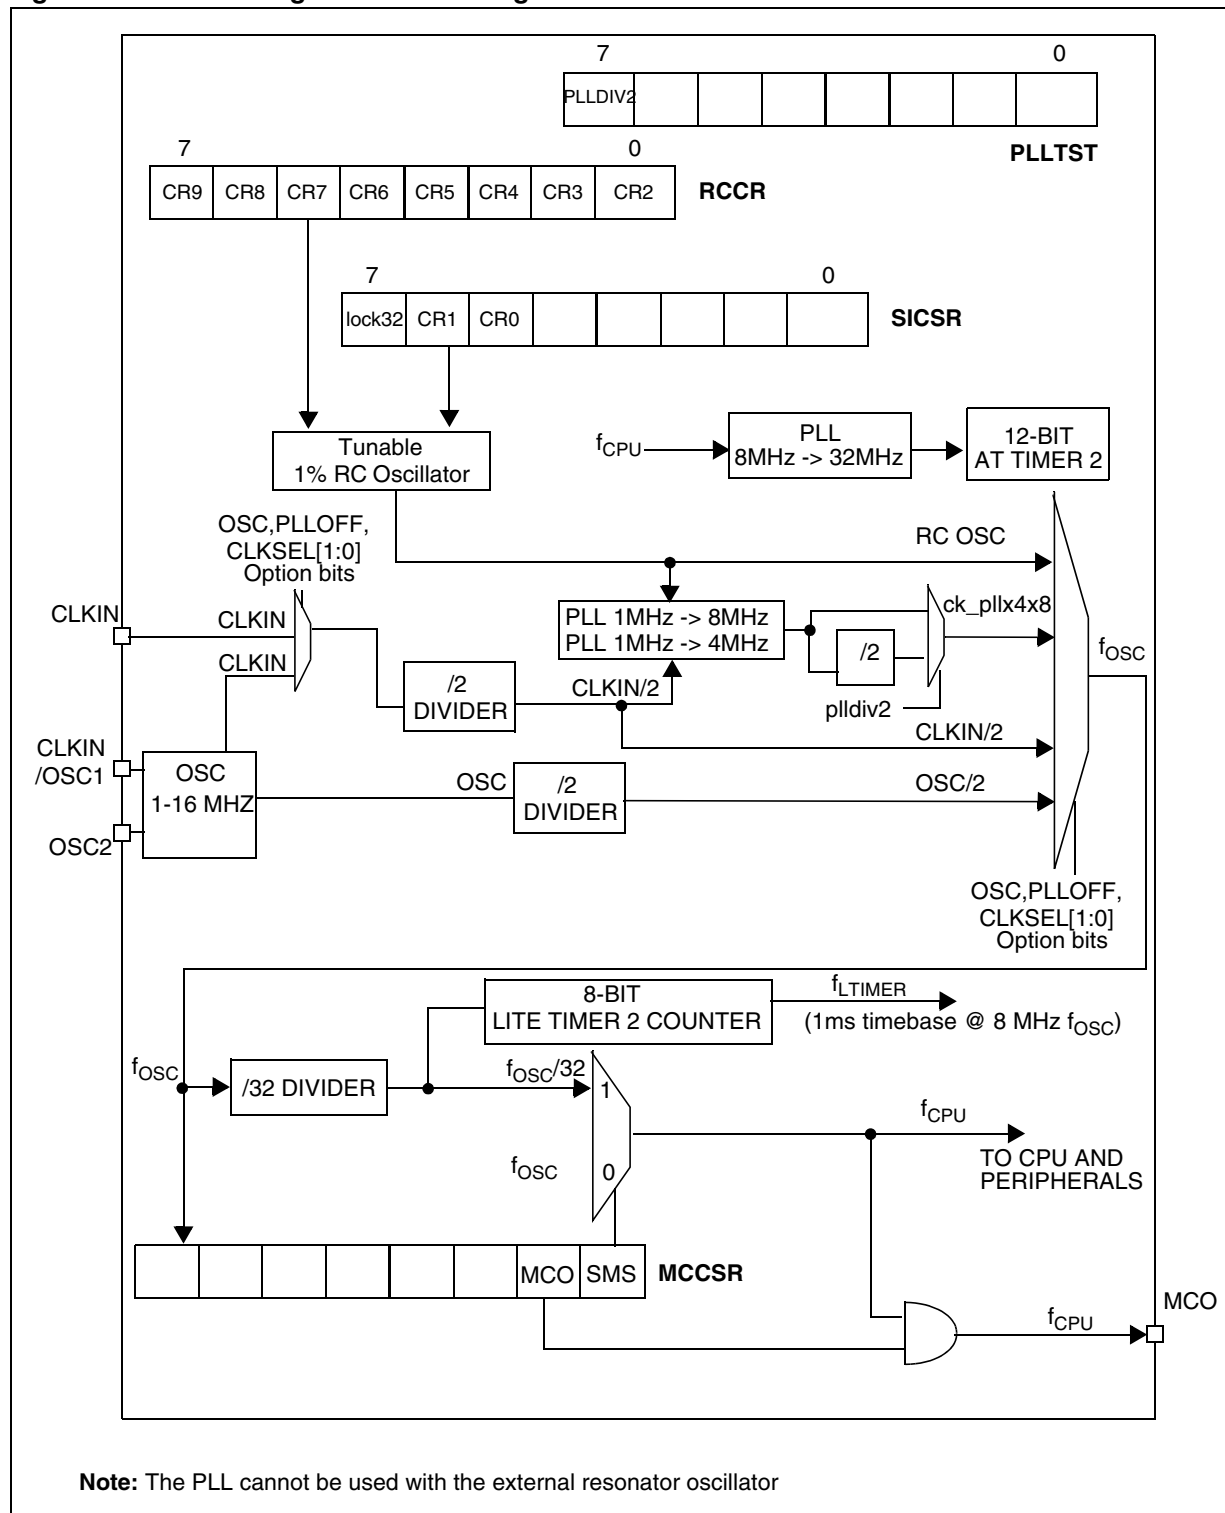 7 0
PLLDIV2
PLLTST
7 0
CR9 CR8 CR7 CR6 CR5 CR4 CR3 CR2 RCCR
7 0
lock32 CR1 CR0 SICSR
Tunable
1% RC Oscillator
fCPU
PLL
8MHz -> 32MHz
12-BIT
AT TIMER 2
OSC,PLLOFF,
CLKSEL[1:0]
Option bits
RC OSC
CLKIN
CLKIN
CLKIN
PLL 1MHz -> 8MHz
PLL 1MHz -> 4MHz
/2
ck_pllx4x8
plldiv2
fOSC
/2
DIVIDER
CLKIN/2
CLKIN/2
CLKIN
/OSC1
OSC2
OSC
1-16 MHZ
OSC
/2
DIVIDER
OSC/2
OSC,PLLOFF,
CLKSEL[1:0]
Option bits
8-BIT
LITE TIMER 2 COUNTER
fLTIMER
(1ms timebase @ 8 MHz fOSC)
fOSC
/32 DIVIDER
fOSC/32
1
fOSC
0
fCPU
TO CPU AND
PERIPHERALS
MCO SMS MCCSR
fCPU
MCO
Note: The PLL cannot be used with the external resonator oscillator